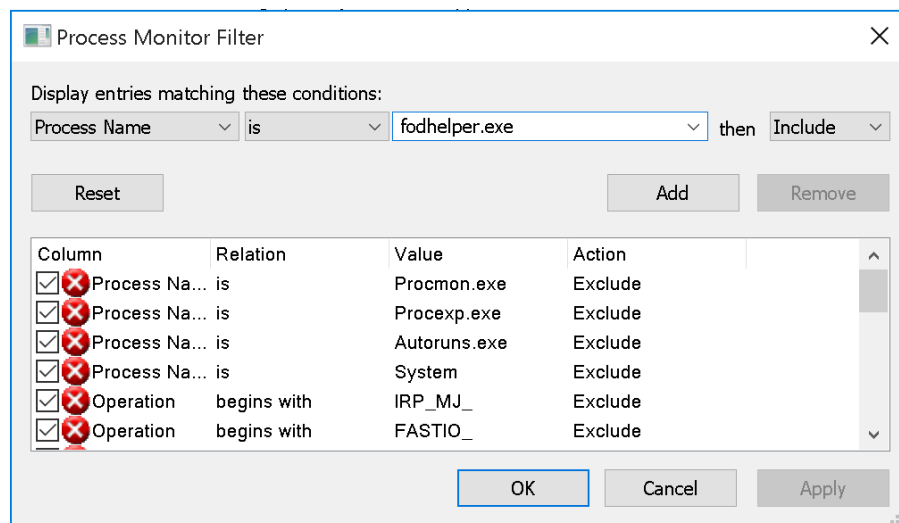 Process Monitor Filter
Display entries matching these conditions:
Process Name is fodhelper.exe then Include
Reset Add Remove
Column Relation Value Action
Process Na... is Procmon.exe Exclude
Process Na... is Procexp.exe Exclude
Process Na... is Autoruns.exe Exclude
Process Na... is System Exclude
Operation begins with IRP_MJ_ Exclude
Operation begins with FASTIO_ Exclude
OK Cancel Apply